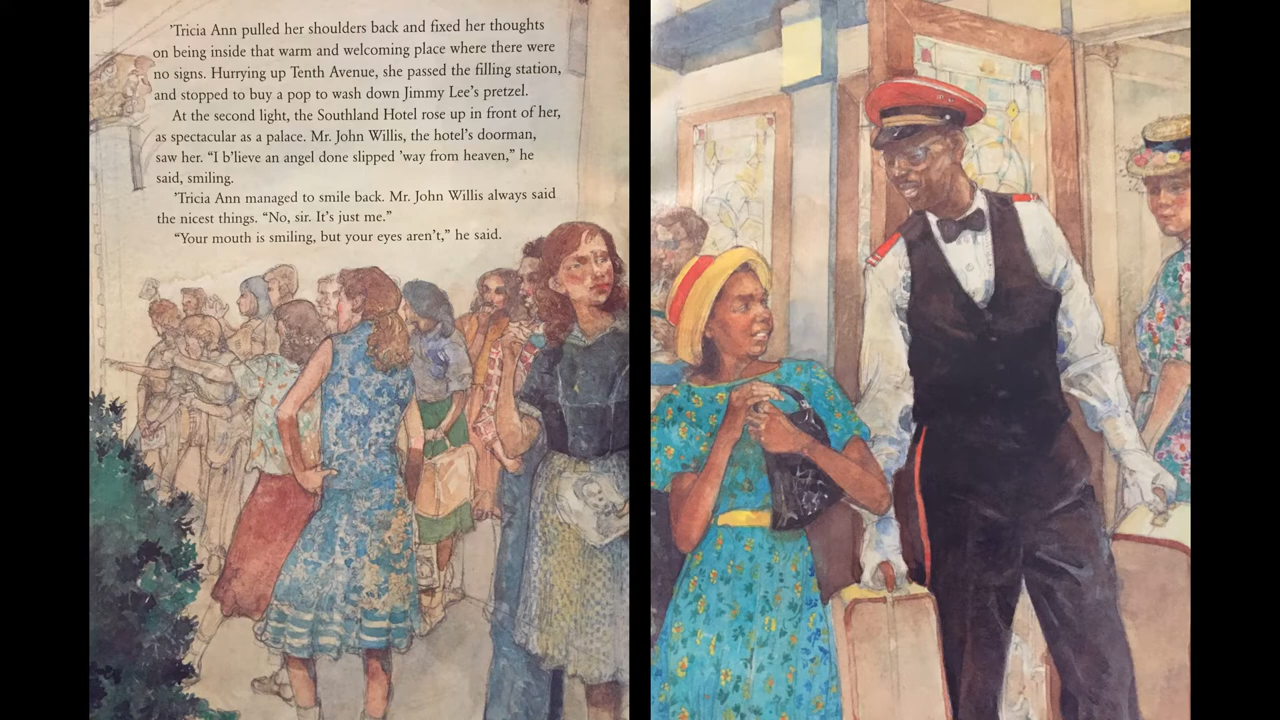 'Tricia Ann pulled her shoulders back and fixed her thoughts
on being inside that warm and welcoming place where there were
no signs. Hurrying up Tenth Avenue, she passed the filling station,
and stopped to buy a pop to wash down Jimmy Lee's pretzel.
At the second light, the Southland Hotel rose up in front of her,
as spectacular as a palace. Mr. John Willis, the hotel's doorman,
saw her. “I b'lieve an angel done slipped 'way from heaven,” he
said, smiling.
'Tricia Ann managed to smile back. Mr. John Willis always said
the nicest things. “No, sir. It's just me.”
“Your mouth is smiling, but your eyes aren't,” he said.